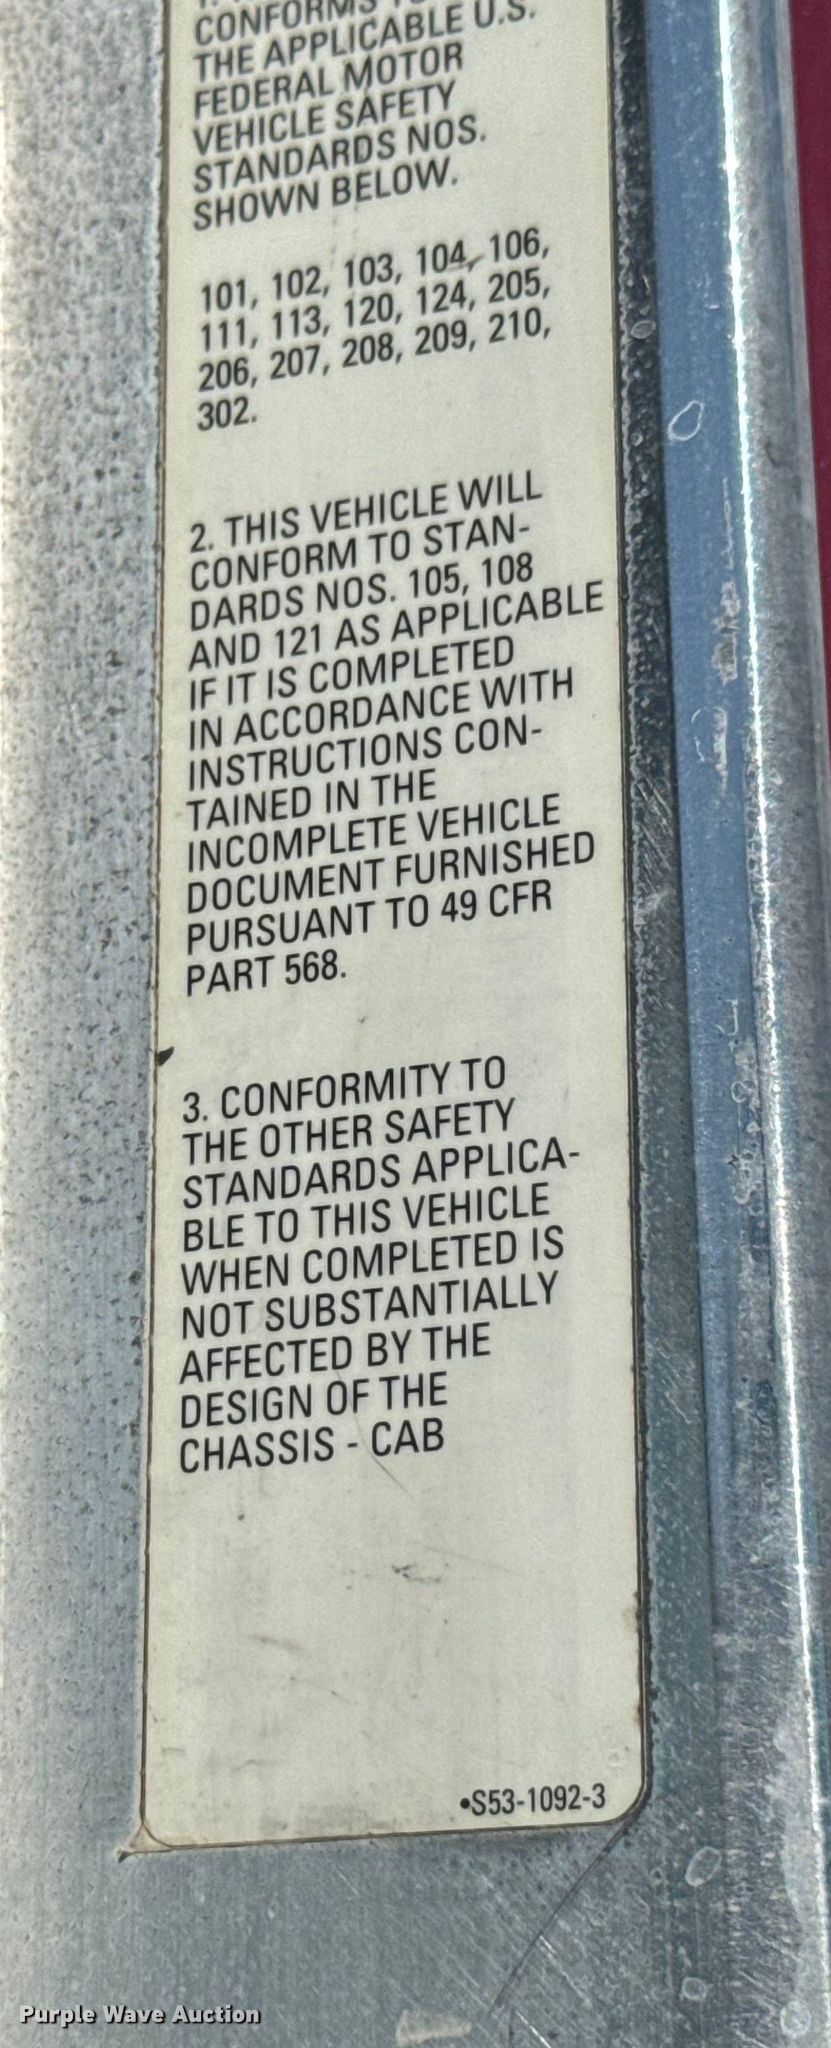 CONFORMS
THE APPLICABLE U.S.
FEDERAL MOTOR
VEHICLE SAFETY
STANDARDS NOS.
SHOWN BELOW.
101, 102, 103, 104, 106,
111, 113, 120, 124, 205,
206, 207, 208, 209, 210,
302.
2. THIS VEHICLE WILL
CONFORM TO STAN-
DARDS NOS. 105, 108
AND 121 AS APPLICABLE
IF IT IS COMPLETED
IN ACCORDANCE WITH
INSTRUCTIONS CON-
TAINED IN THE
INCOMPLETE VEHICLE
DOCUMENT FURNISHED
PURSUANT TO 49 CFR
PART 568.
3. CONFORMITY TO
THE OTHER SAFETY
STANDARDS APPLICA-
BLE TO THIS VEHICLE
WHEN COMPLETED IS
NOT SUBSTANTIALLY
AFFECTED BY THE
DESIGN OF THE
CHASSIS - CAB
•S53-1092-3
Purple Wave Auction